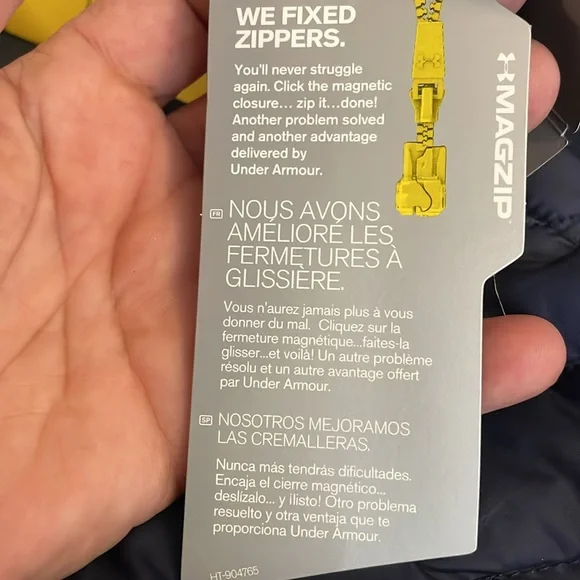 WE FIXED
ZIPPERS.
You'll never struggle
again. Click the magnetic
closure... zip it...done!
Another problem solved
and another advantage
delivered by
Under Armour.
MAGZIP
FR NOUS AVONS
AMÉLIORÉ LES
FERMETURES À
GLISSIÈRE.
Vous n'aurez jamais plus à vous
donner du mal. Cliquez sur la
fermeture magnétique...faites-la
glisser...et voilà! Un autre problème
résolu et un autre avantage offert
par Under Armour.
SP NOSOTROS MEJORAMOS
LAS CREMALLERAS.
Nunca más tendrás dificultades.
Encaja el cierre magnético...
deslízalo... y ¡listo! Otro problema
resuelto y otra ventaja que te
proporciona Under Armour.
HT-904765